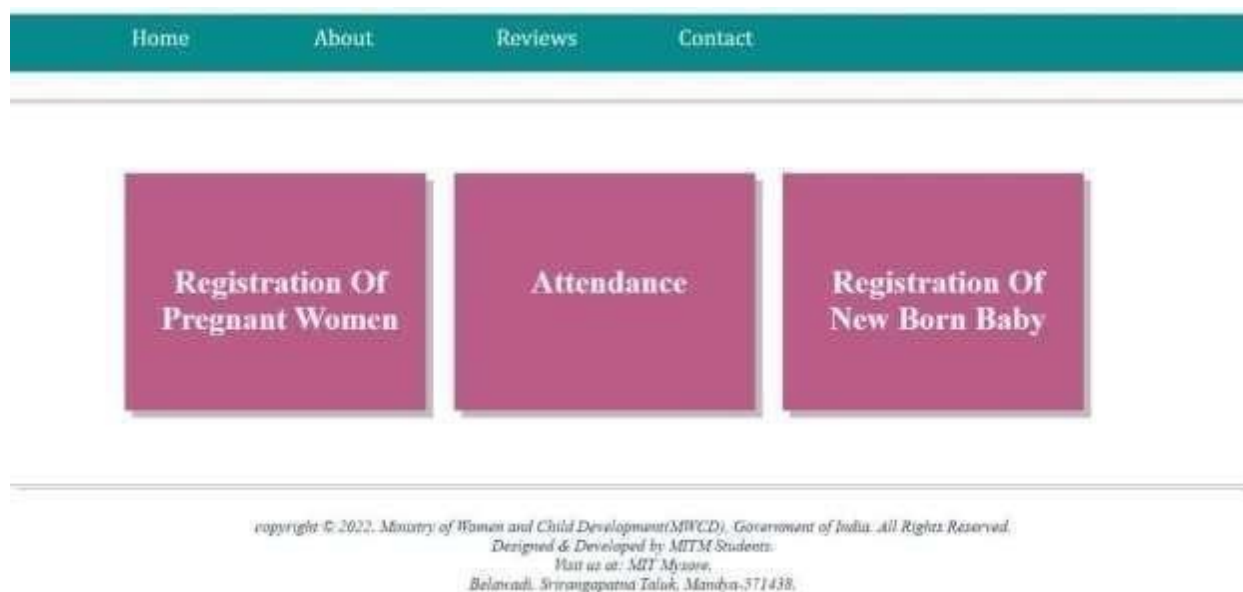 Home About Reviews Contact
Registration Of
Pregnant Women
Attendance
Registration Of
New Born Baby
copyright © 2022. Ministry of Women and Child Development(MWCD), Government of India. All Rights Reserved.
Designed & Developed by MITM Students.
Visit us at: MIT Mysore,
Belawadi, Srirangapatna Taluk, Mandya-571438.